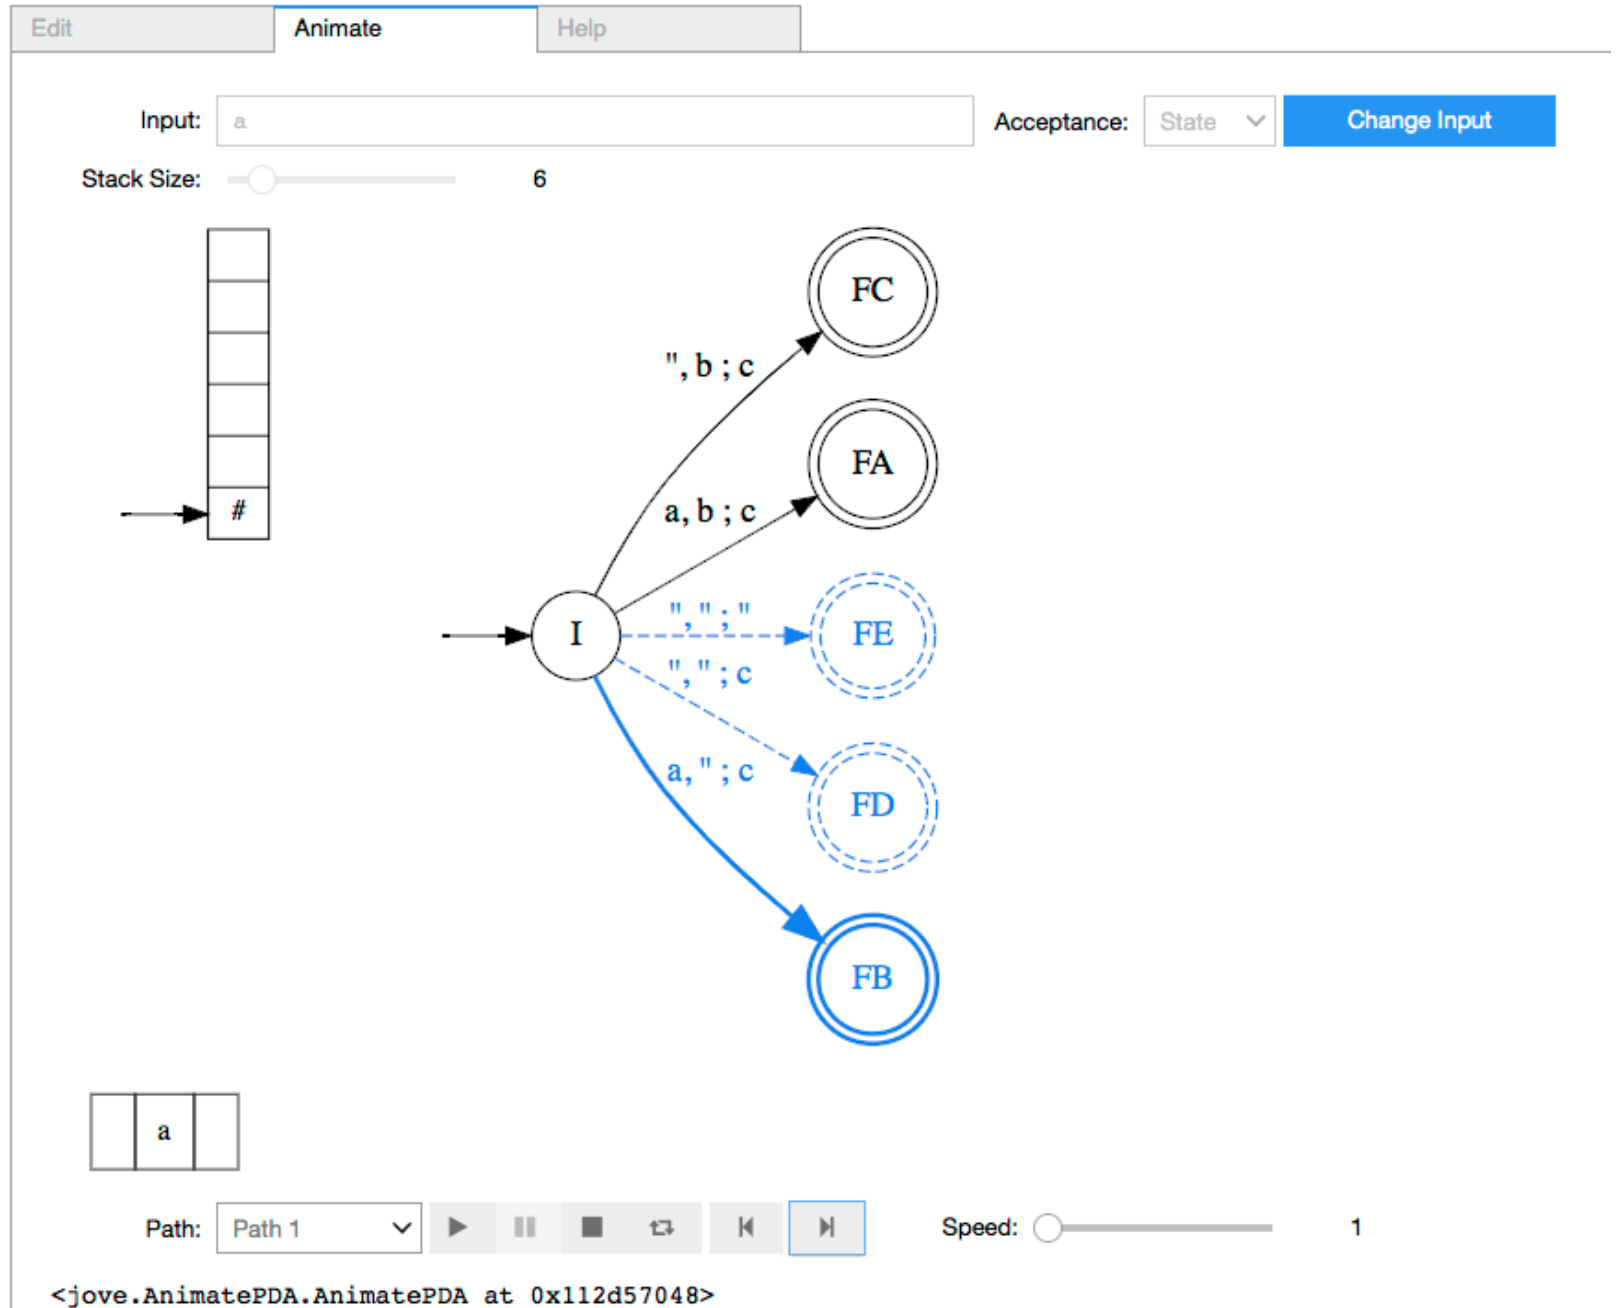 Edit Animate Help
Input: a Acceptance: State Change Input
Stack Size: 6
FC
", b ; c
FA
a, b ; c
#
I
", " ; "
FE
", " ; c
a, " ; c
FD
FB
a
Path: Path 1 Speed: 1
<jove.AnimatePDA.AnimatePDA at 0x112d57048>